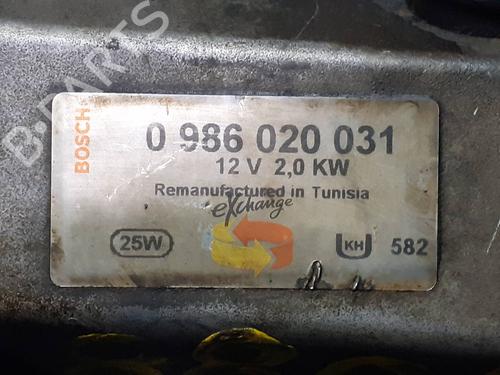 BOSCH
0 986 020 031
12 V 2,0 KW
Remanufactured in Tunisia
eXchange
25W
KH 582
B-PARTS